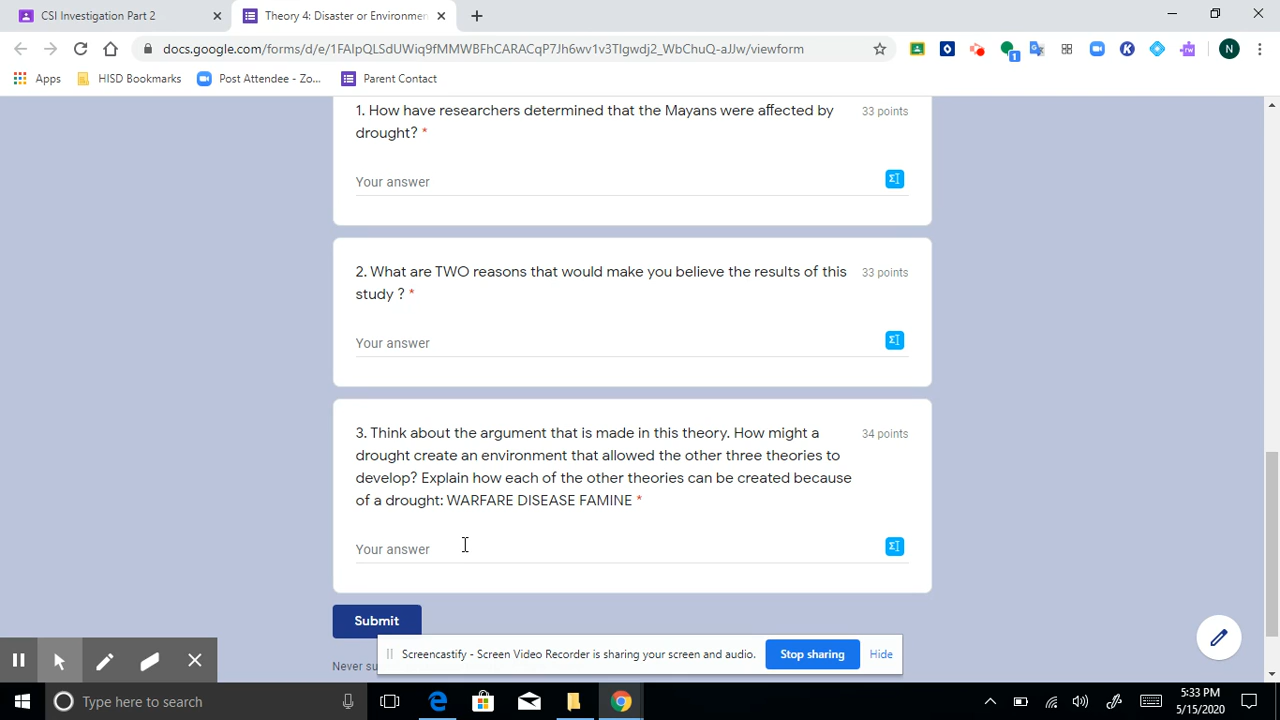 CSI Investigation Part 2
Theory 4: Disaster or Environmen
docs.google.com/forms/d/e/1FAIpQLSdUWiq9fMMWBFhCARACqP7Jh6wv1v3TIgwdj2_WbChuQ-aJJw/viewform
1
N
Apps
HISD Bookmarks
Post Attendee - Zo...
Parent Contact
1. How have researchers determined that the Mayans were affected by
drought? *
33 points
Your answer
2. What are TWO reasons that would make you believe the results of this
study ? *
33 points
Your answer
3. Think about the argument that is made in this theory. How might a
drought create an environment that allowed the other three theories to
develop? Explain how each of the other theories can be created because
of a drought: WARFARE DISEASE FAMINE *
34 points
Your answer
Submit
Never su
Screencastify - Screen Video Recorder is sharing your screen and audio.
Stop sharing
Hide
Type here to search
5:33 PM
5/15/2020